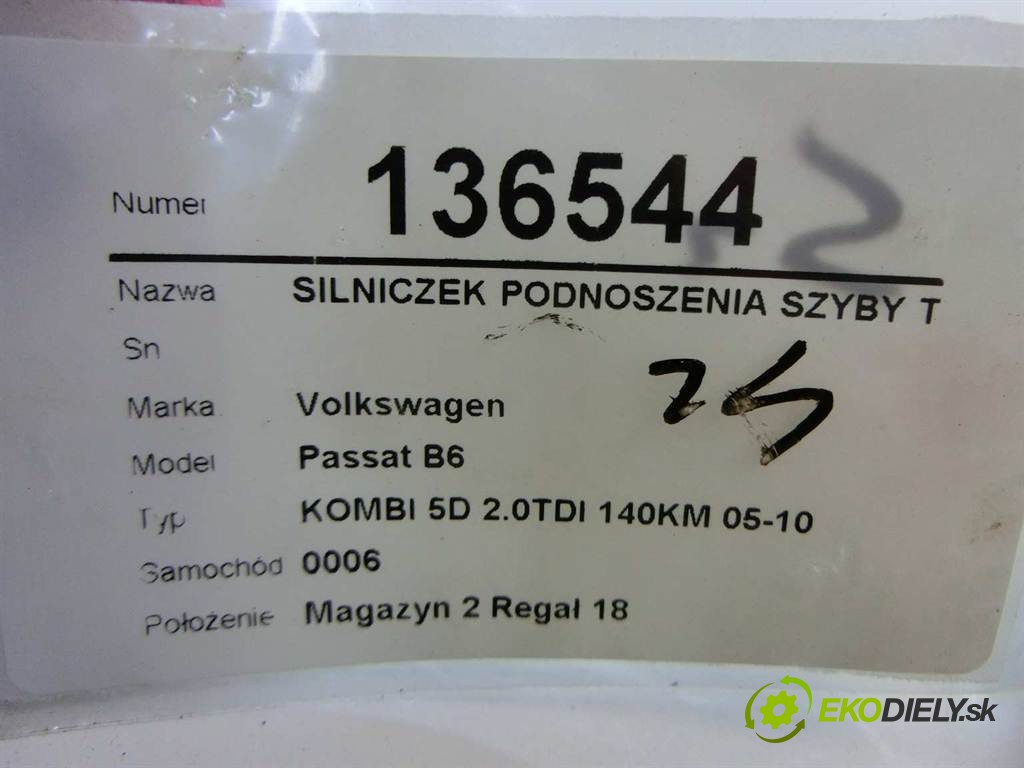 Numer 136544
Nazwa SILNICZEK PODNOSZENIA SZYBY T
Sn
Marka Volkswagen
Model Passat B6
Typ KOMBI 5D 2.0TDI 140KM 05-10
Samochód 0006
Położenie Magazyn 2 Regał 18
EKODIELY.sk